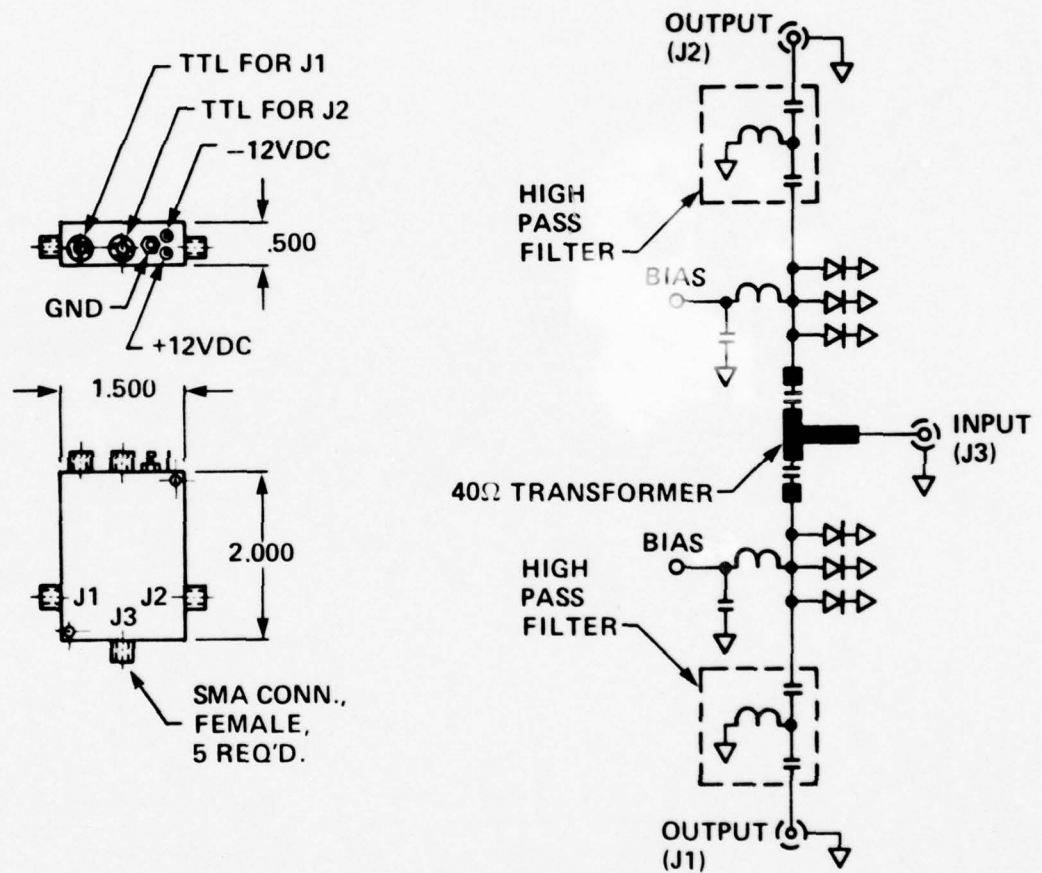 TTL FOR J1
TTL FOR J2
−12VDC
.500
GND
+12VDC
1.500
2.000
J1
J2
J3
SMA CONN.,
FEMALE,
5 REQ'D.
OUTPUT
(J2)
HIGH
PASS
FILTER
BIAS
INPUT
(J3)
40Ω TRANSFORMER
BIAS
HIGH
PASS
FILTER
OUTPUT
(J1)